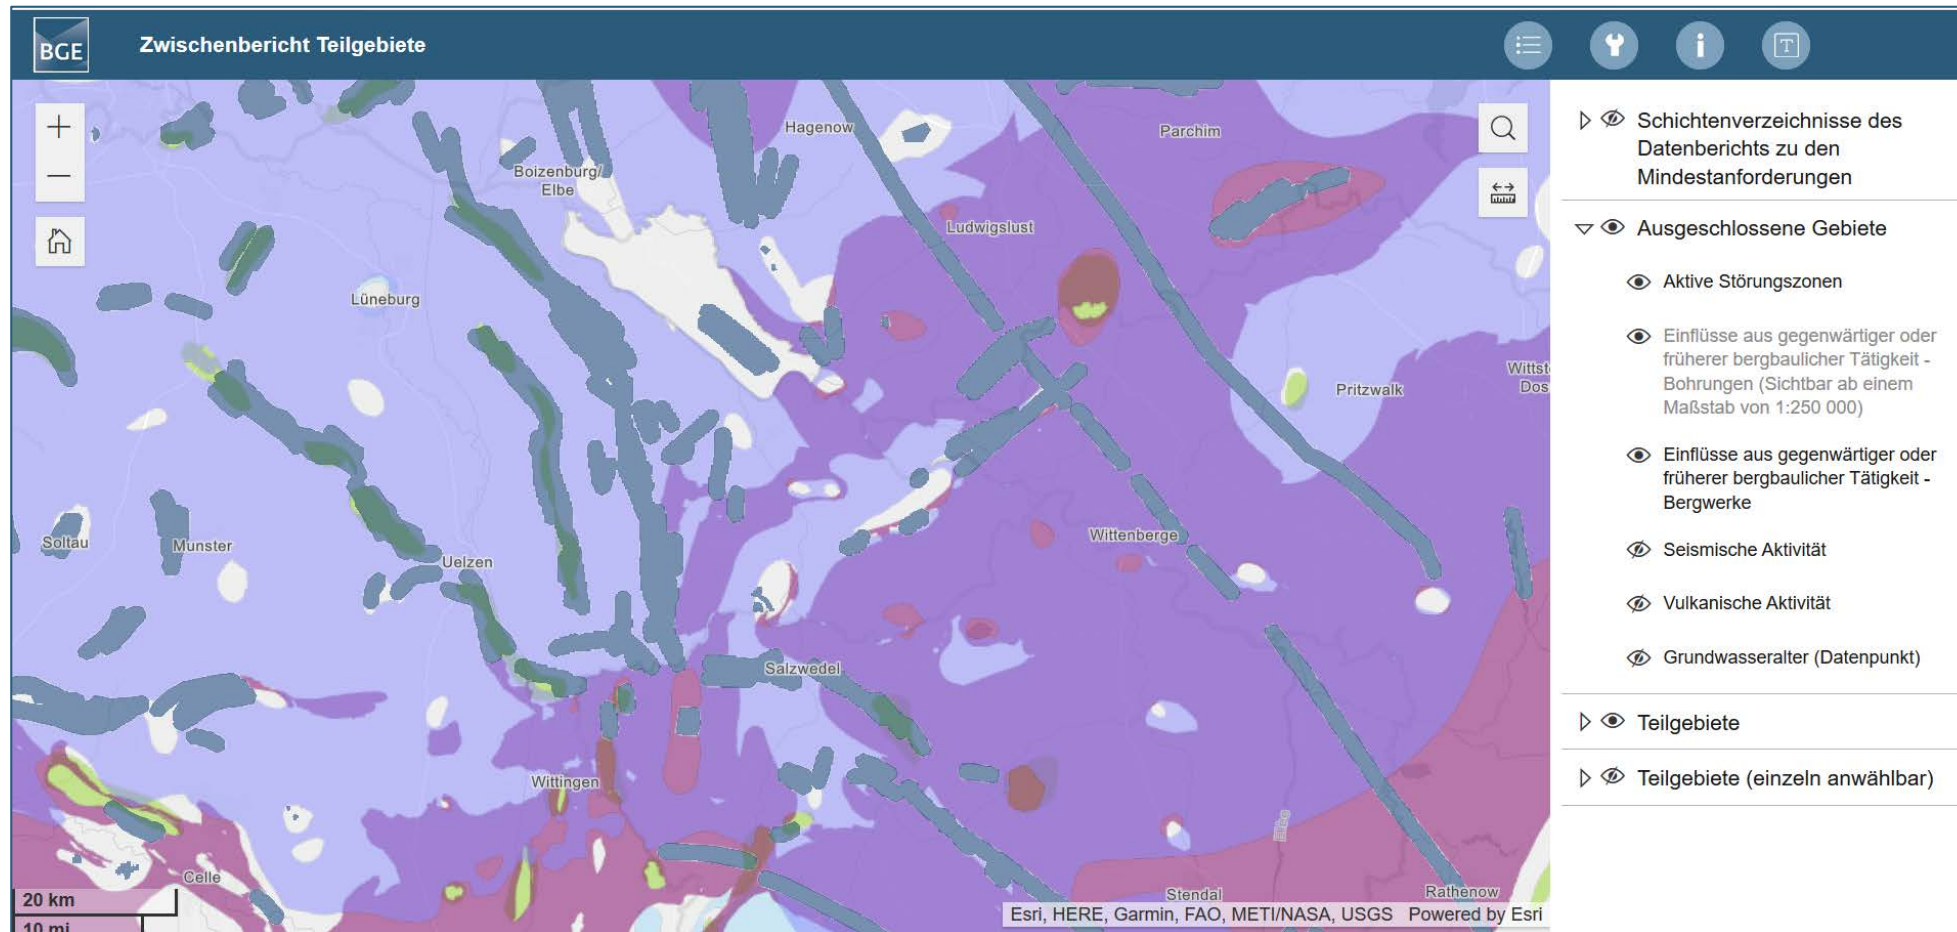 BGE
Zwischenbericht Teilgebiete
Hagenow
Parchim
Boizenburg/
Elbe
Ludwigslust
Lüneburg
Pritzwalk
Wittst
Dos
Soltau
Munster
Uelzen
Wittenberge
Salzwedel
Wittingen
Elbe
Celle
Stendal
Rathenow
20 km
10 mi
Esri, HERE, Garmin, FAO, METI/NASA, USGS Powered by Esri
Schichtenverzeichnisse des
Datenberichts zu den
Mindestanforderungen
Ausgeschlossene Gebiete
Aktive Störungszonen
Einflüsse aus gegenwärtiger oder
früherer bergbaulicher Tätigkeit -
Bohrungen (Sichtbar ab einem
Maßstab von 1:250 000)
Einflüsse aus gegenwärtiger oder
früherer bergbaulicher Tätigkeit -
Bergwerke
Seismische Aktivität
Vulkanische Aktivität
Grundwasseralter (Datenpunkt)
Teilgebiete
Teilgebiete (einzeln anwählbar)